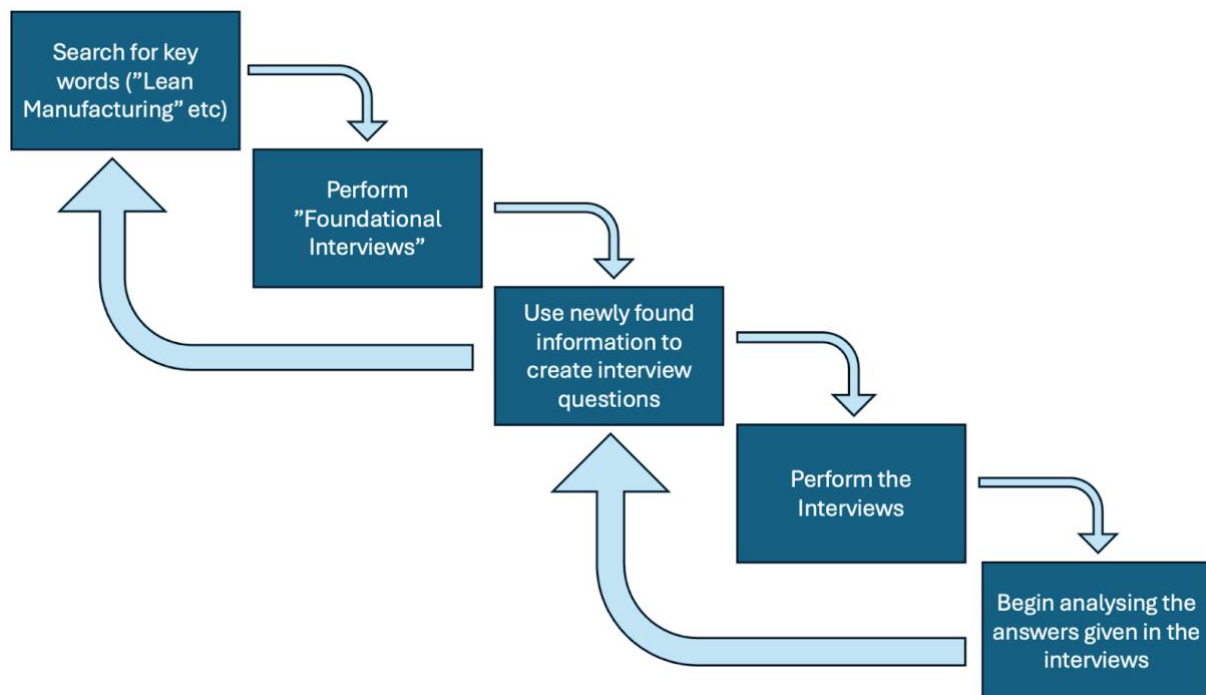 Search for key
words (”Lean
Manufacturing” etc)
Perform
”Foundational
Interviews”
Use newly found
information to
create interview
questions
Perform the
Interviews
Begin analysing the
answers given in the
interviews